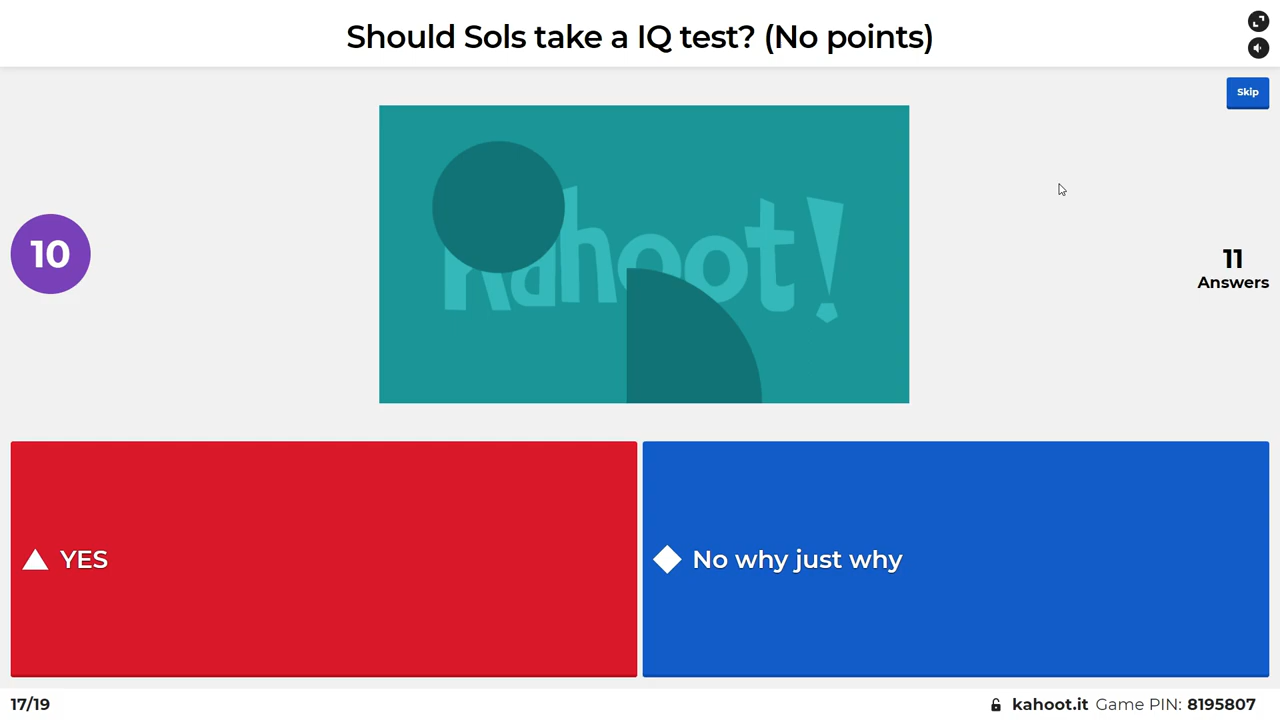 Should Sols take a IQ test? (No points)
Skip
Kahoot!
10
11
Answers
YES
No why just why
17/19
kahoot.it Game PIN: 8195807